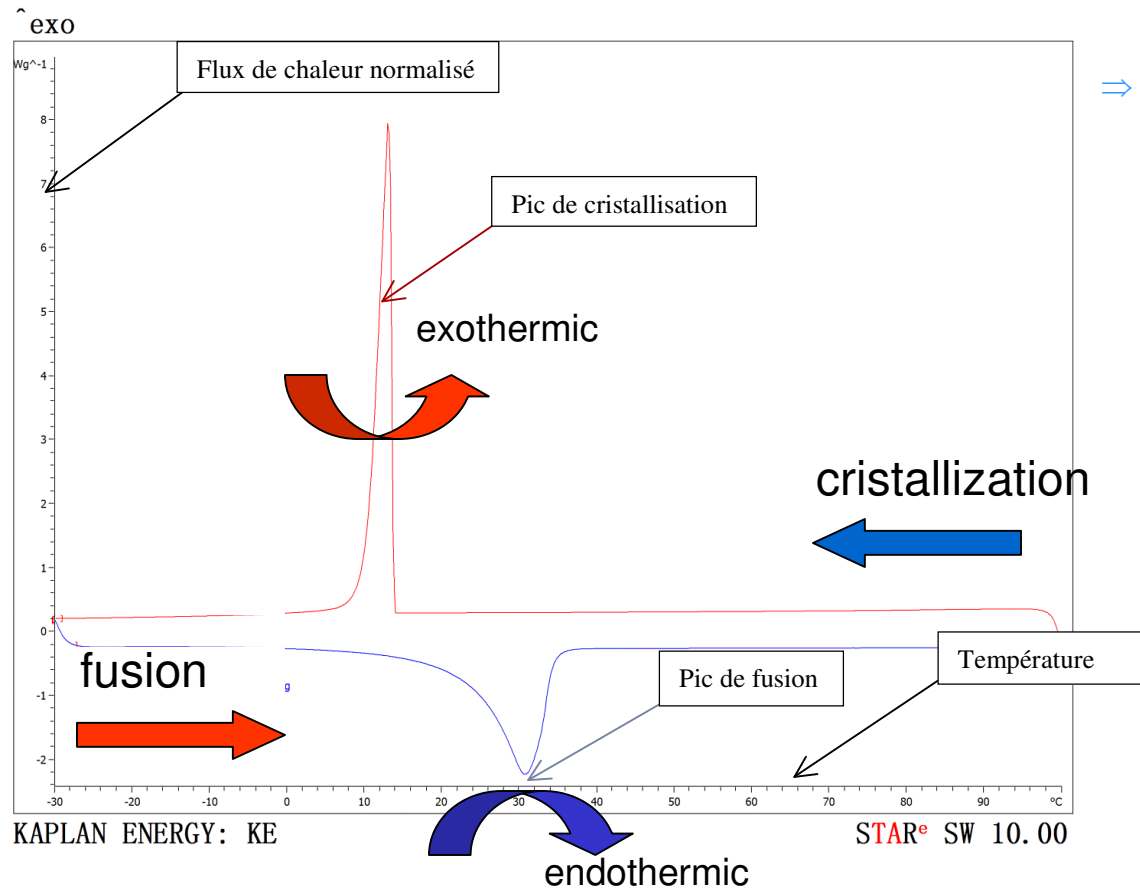 ^exo
Wg^-1
Flux de chaleur normalisé
⇒
8
7
Pic de cristallisation
6
5
exothermic
4
3
cristallization
2
1
0
fusion
Pic de fusion
Température
g
-1
-2
-30 -20 -10 0 10 20 30 40 50 60 70 80 90 °C
KAPLAN ENERGY: KE
STARe SW 10.00
endothermic